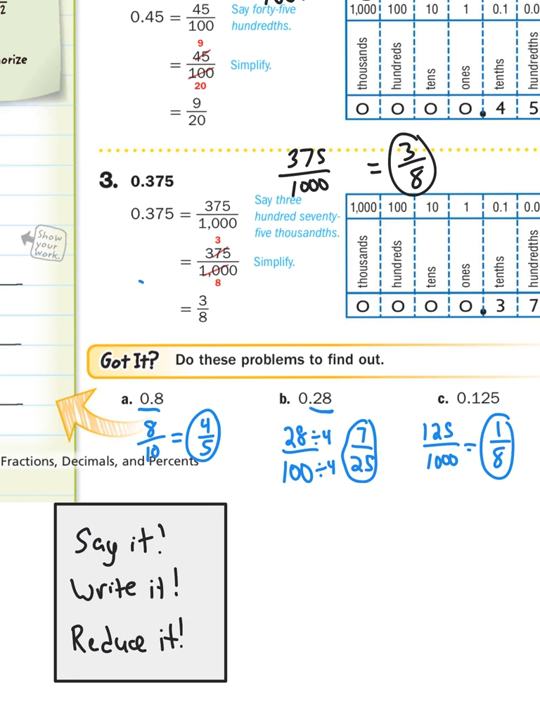 0.45 = 45/100 Say forty-five hundredths.
9
= 45/100 Simplify.
20
= 9/20
1,000 100 10 1 0.1 0.0
thousands hundreds tens ones tenths hundredths
0 0 0 0 . 4 5
orize
375/1000 = 3/8
3. 0.375
0.375 = 375/1,000 Say three hundred seventy-five thousandths.
3
= 375/1,000 Simplify.
8
= 3/8
1,000 100 10 1 0.1 0.0
thousands hundreds tens ones tenths hundredths
0 0 0 0 . 3 7
Show
your
work.
Got It? Do these problems to find out.
a. 0.8 b. 0.28 c. 0.125
8/10 = 4/5
28÷4
100÷4
7/25
125/1000 = 1/8
Fractions, Decimals, and Percents
Say it!
Write it!
Reduce it!